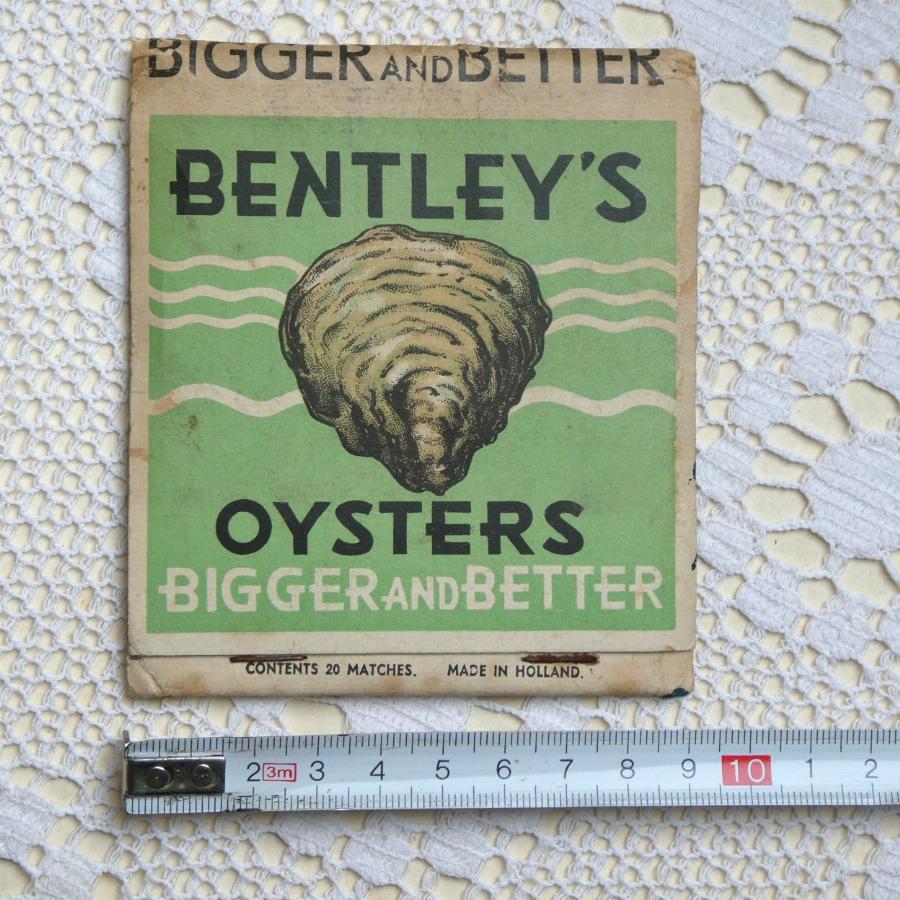 BIGGER AND BETTER
BENTLEY'S
OYSTERS
BIGGER AND BETTER
CONTENTS 20 MATCHES. MADE IN HOLLAND.
2 3m 3 4 5 6 7 8 9 10 1 2